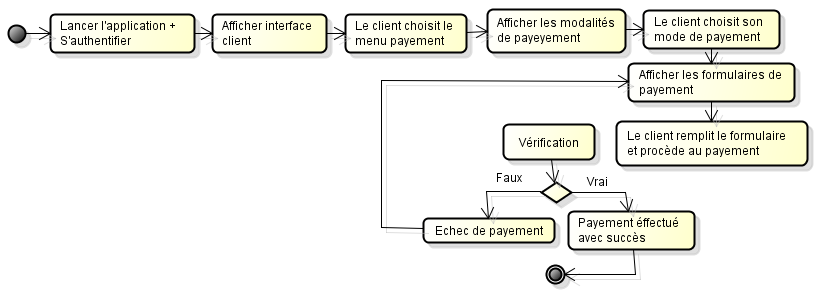 Lancer l'application +
S'authentifier
Afficher interface
client
Le client choisit le
menu payement
Afficher les modalités
de payeyement
Le client choisit son
mode de payement
Afficher les formulaires de
payement
Le client remplit le formulaire
et procède au payement
Vérification
Faux
Vrai
Echec de payement
Payement éffectué
avec succès